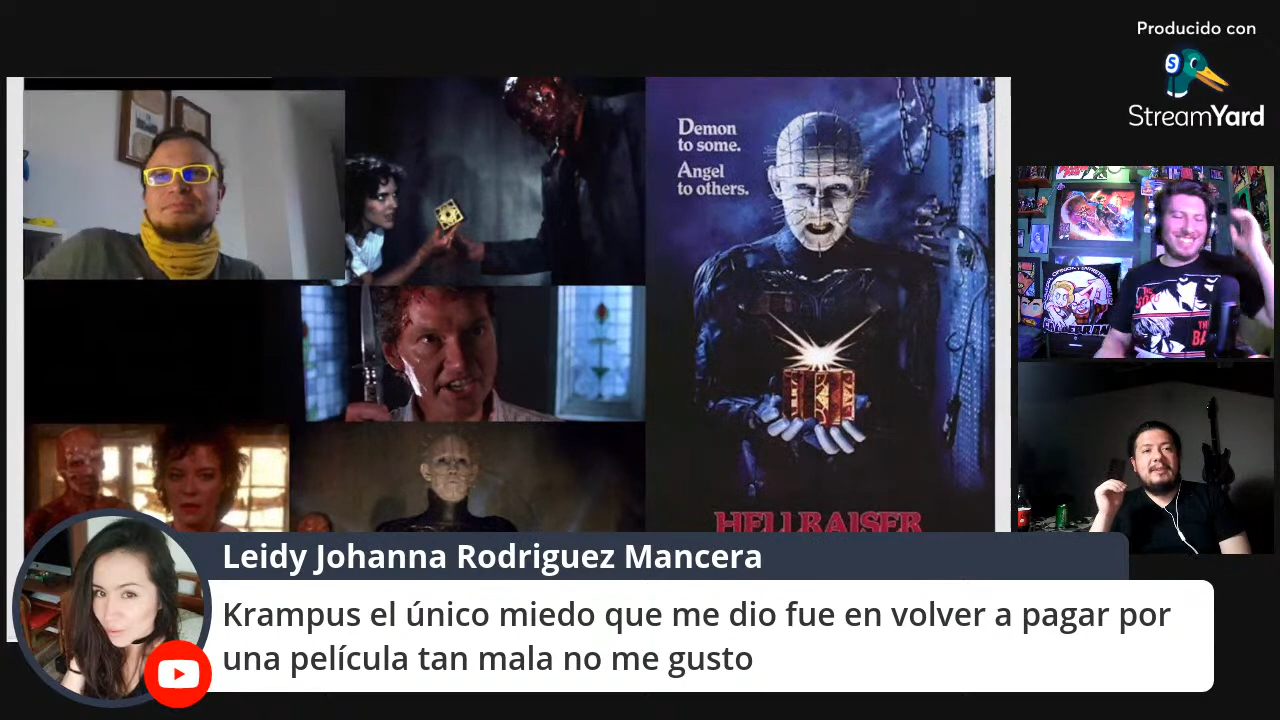 Producido con
StreamYard
Demon
to some.
Angel
to others.
HELLRAISER
Leidy Johanna Rodriguez Mancera
Krampus el único miedo que me dio fue en volver a pagar por
una película tan mala no me gusto